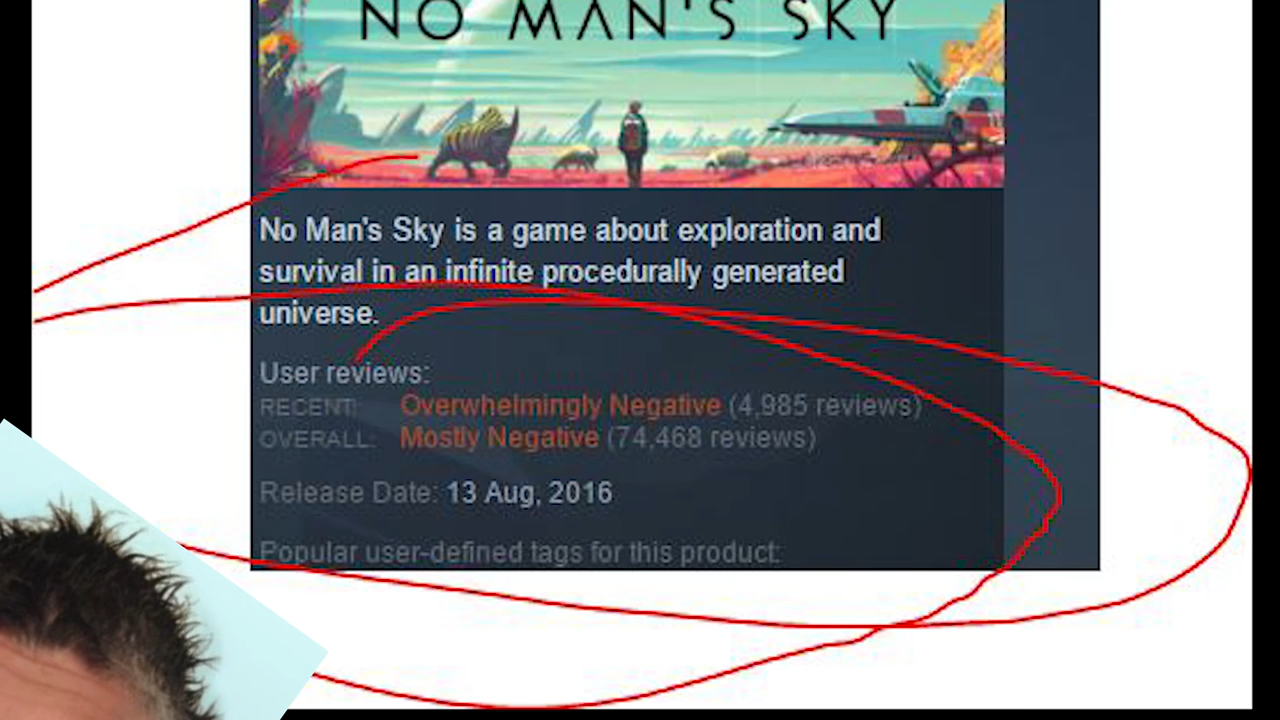 NO MAN'S SKY
No Man's Sky is a game about exploration and
survival in an infinite procedurally generated
universe.
User reviews:
RECENT: Overwhelmingly Negative (4,985 reviews)
OVERALL: Mostly Negative (74,468 reviews)
Release Date: 13 Aug, 2016
Popular user-defined tags for this product: